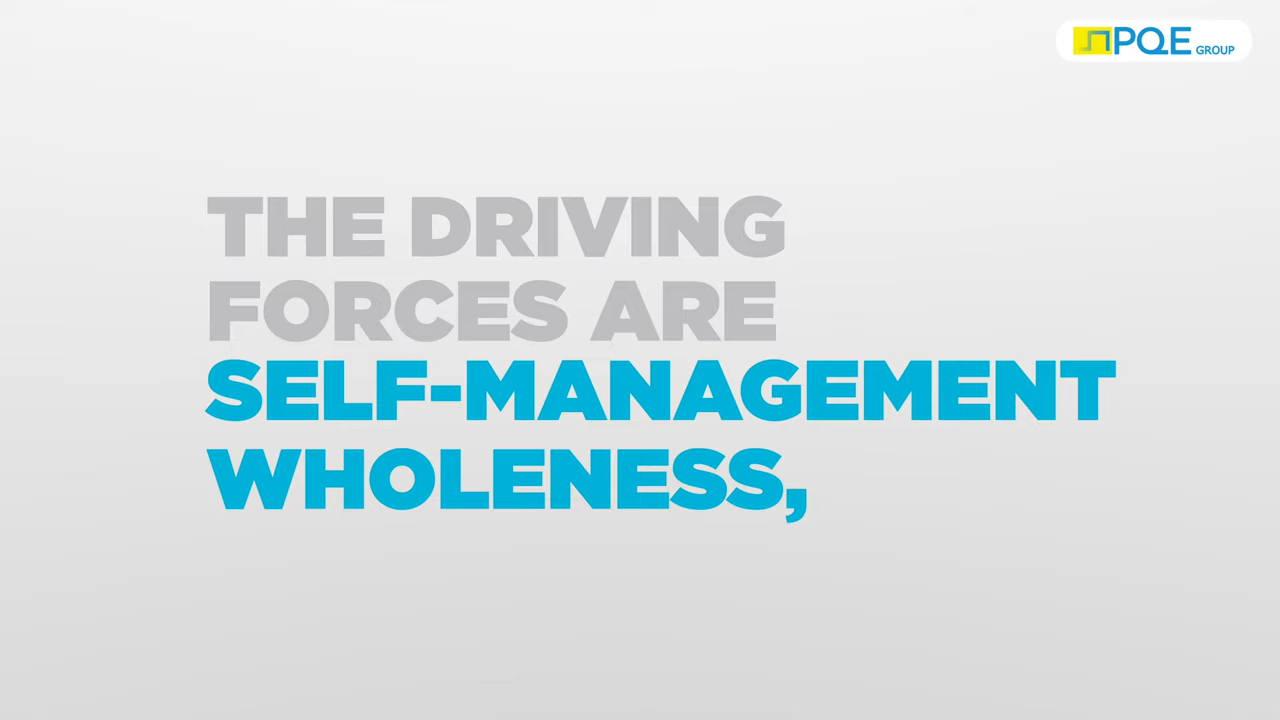 PQE GROUP
THE DRIVING
FORCES ARE
SELF-MANAGEMENT
WHOLENESS,